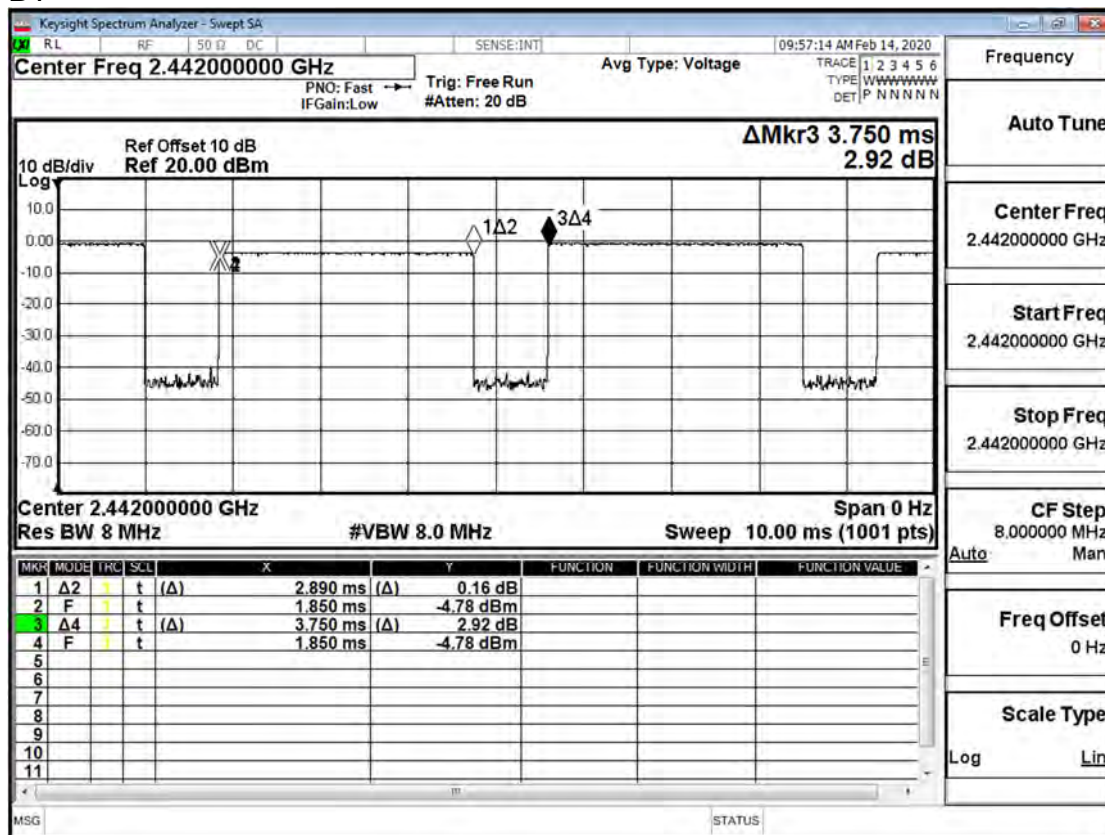 Keysight Spectrum Analyzer - Swept SA
RL RF 50 Ω DC SENSE:INT 09:57:14 AM Feb 14, 2020
Center Freq 2.442000000 GHz
PNO: Fast
IFGain:Low
Trig: Free Run
#Atten: 20 dB
Avg Type: Voltage
TRACE 1 2 3 4 5 6
TYPE WWWWWW
DET P N N N N N
Ref Offset 10 dB
10 dB/div Ref 20.00 dBm
Log
ΔMkr3 3.750 ms
2.92 dB
10.0
0.00
-10.0
-20.0
-30.0
-40.0
-50.0
-60.0
-70.0
1Δ2
3Δ4
Center 2.442000000 GHz Span 0 Hz
Res BW 8 MHz #VBW 8.0 MHz Sweep 10.00 ms (1001 pts)
MKR MODE TRC SCL X Y FUNCTION FUNCTION WIDTH FUNCTION VALUE
1 Δ2 1 t (Δ) 2.890 ms (Δ) 0.16 dB
2 F 1 t 1.850 ms -4.78 dBm
3 Δ4 1 t (Δ) 3.750 ms (Δ) 2.92 dB
4 F 1 t 1.850 ms -4.78 dBm
5
6
7
8
9
10
11
MSG STATUS
Frequency
Auto Tune
Center Freq
2.442000000 GHz
Start Freq
2.442000000 GHz
Stop Freq
2.442000000 GHz
CF Step
8.000000 MHz
Auto Man
Freq Offset
0 Hz
Scale Type
Log Lin